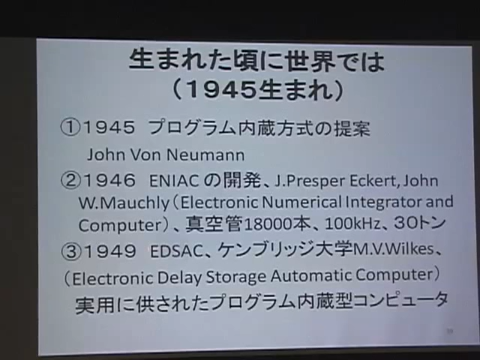 生まれた頃に世界では
（１９４５生まれ）
①１９４５ プログラム内蔵方式の提案
John Von Neumann
②１９４６ ENIAC の開発、J.Presper Eckert, John
W.Mauchly（Electronic Numerical Integrator and
Computer）、真空管18000本、100kHz、３０トン
③１９４９ EDSAC、ケンブリッジ大学M.V.Wilkes、
（Electronic Delay Storage Automatic Computer）
実用に供されたプログラム内蔵型コンピュータ